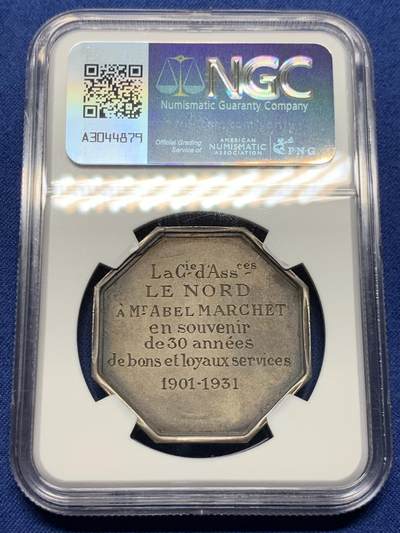 NGC
Numismatic Guaranty Company
A3044879
Official Grading
Service of
AMERICAN
NUMISMATIC
ASSOCIATION
PNG
La Cie d'Assces
LE NORD
À Mr ABEL MARCHET
en souvenir
de 30 années
de bons et loyaux services
1901-1931